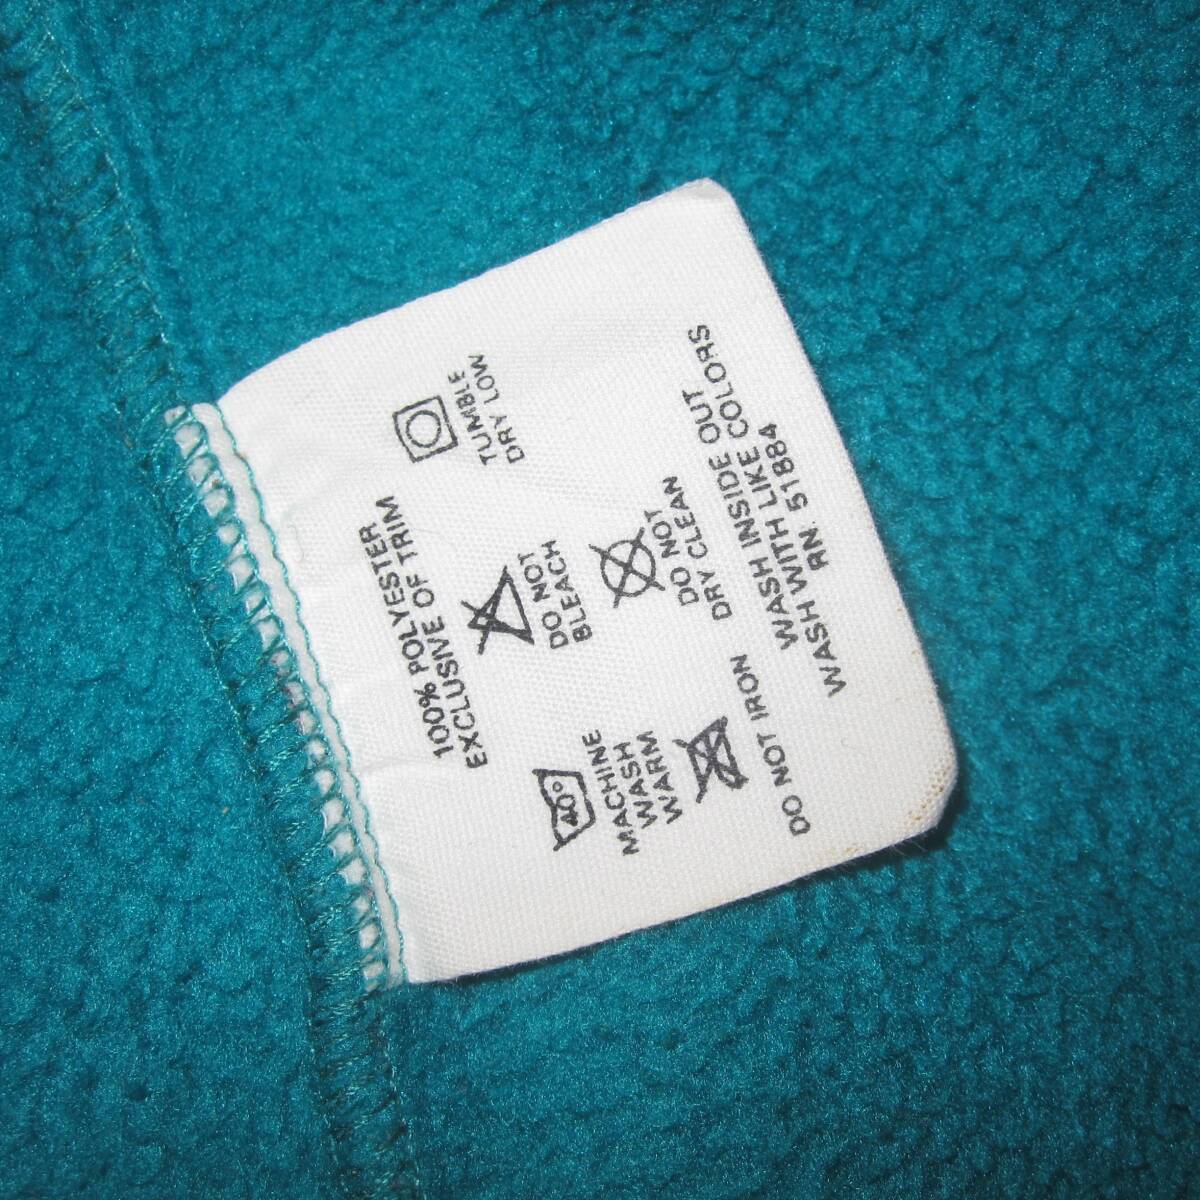 100% POLYESTER
EXCLUSIVE OF TRIM
40°
MACHINE
WASH
WARM
DO NOT
BLEACH
TUMBLE
DRY LOW
DO NOT IRON
DO NOT
DRY CLEAN
WASH INSIDE OUT
WASH WITH LIKE COLORS
RN. 51884